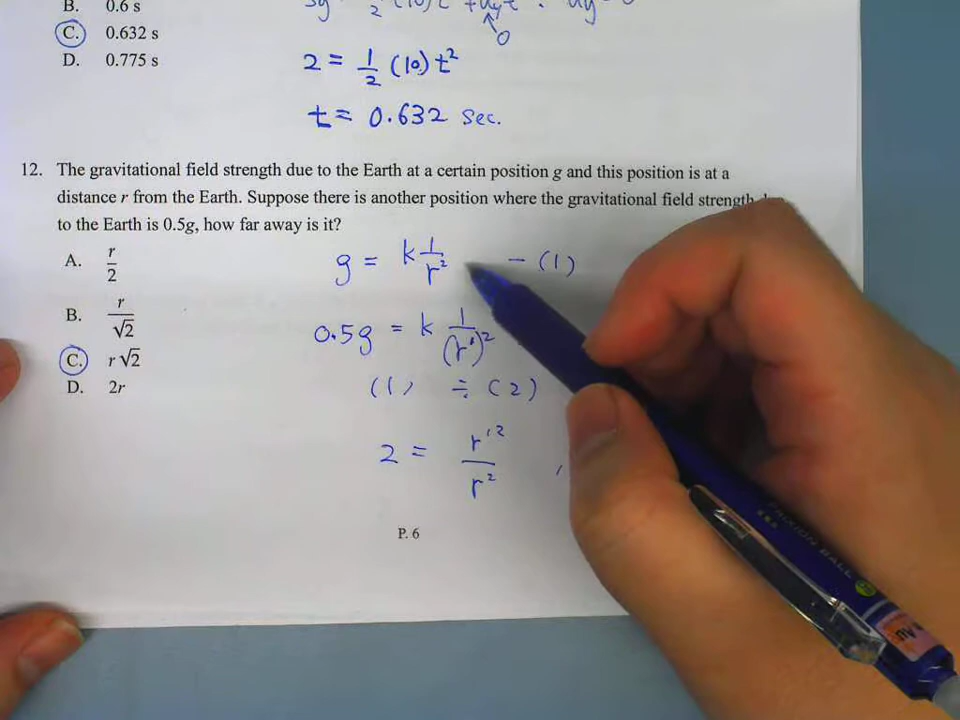 B. 0.6 s
C. 0.632 s
D. 0.775 s
2 = 1/2 (10) t²
t = 0.632 sec.
12. The gravitational field strength due to the Earth at a certain position g and this position is at a
distance r from the Earth. Suppose there is another position where the gravitational field strength
to the Earth is 0.5g, how far away is it?
A. r/2
B. r/√2
C. r√2
D. 2r
g = k 1/r² — (1)
0.5g = k 1/(r')²
(1) ÷ (2)
2 = r'²/r²
P. 6
FRIXION BALL